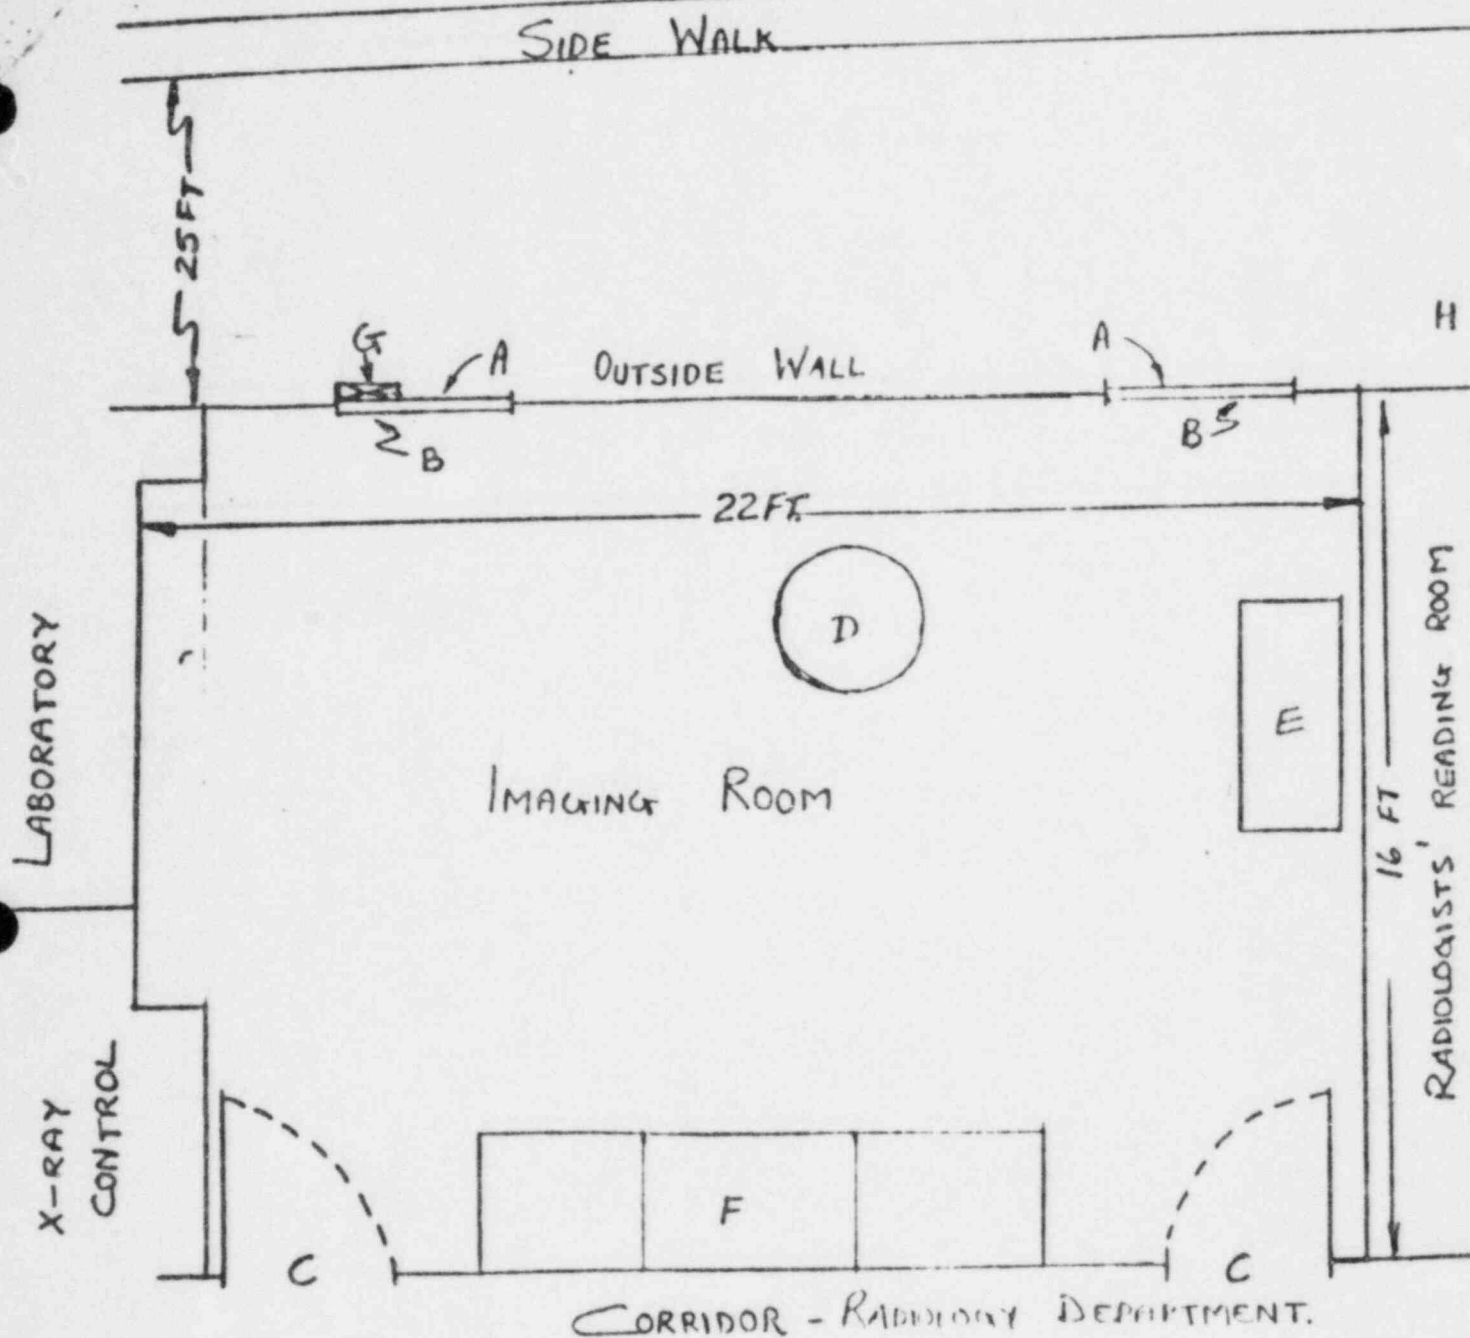 SIDE WALK
25 FT
H
G
A
OUTSIDE WALL
A
B
B
22 FT.
D
E
LABORATORY
IMAGING ROOM
16 FT
RADIOLOGISTS' READING ROOM
X-RAY
CONTROL
F
C
C
CORRIDOR - RADIOLOGY DEPARTMENT.